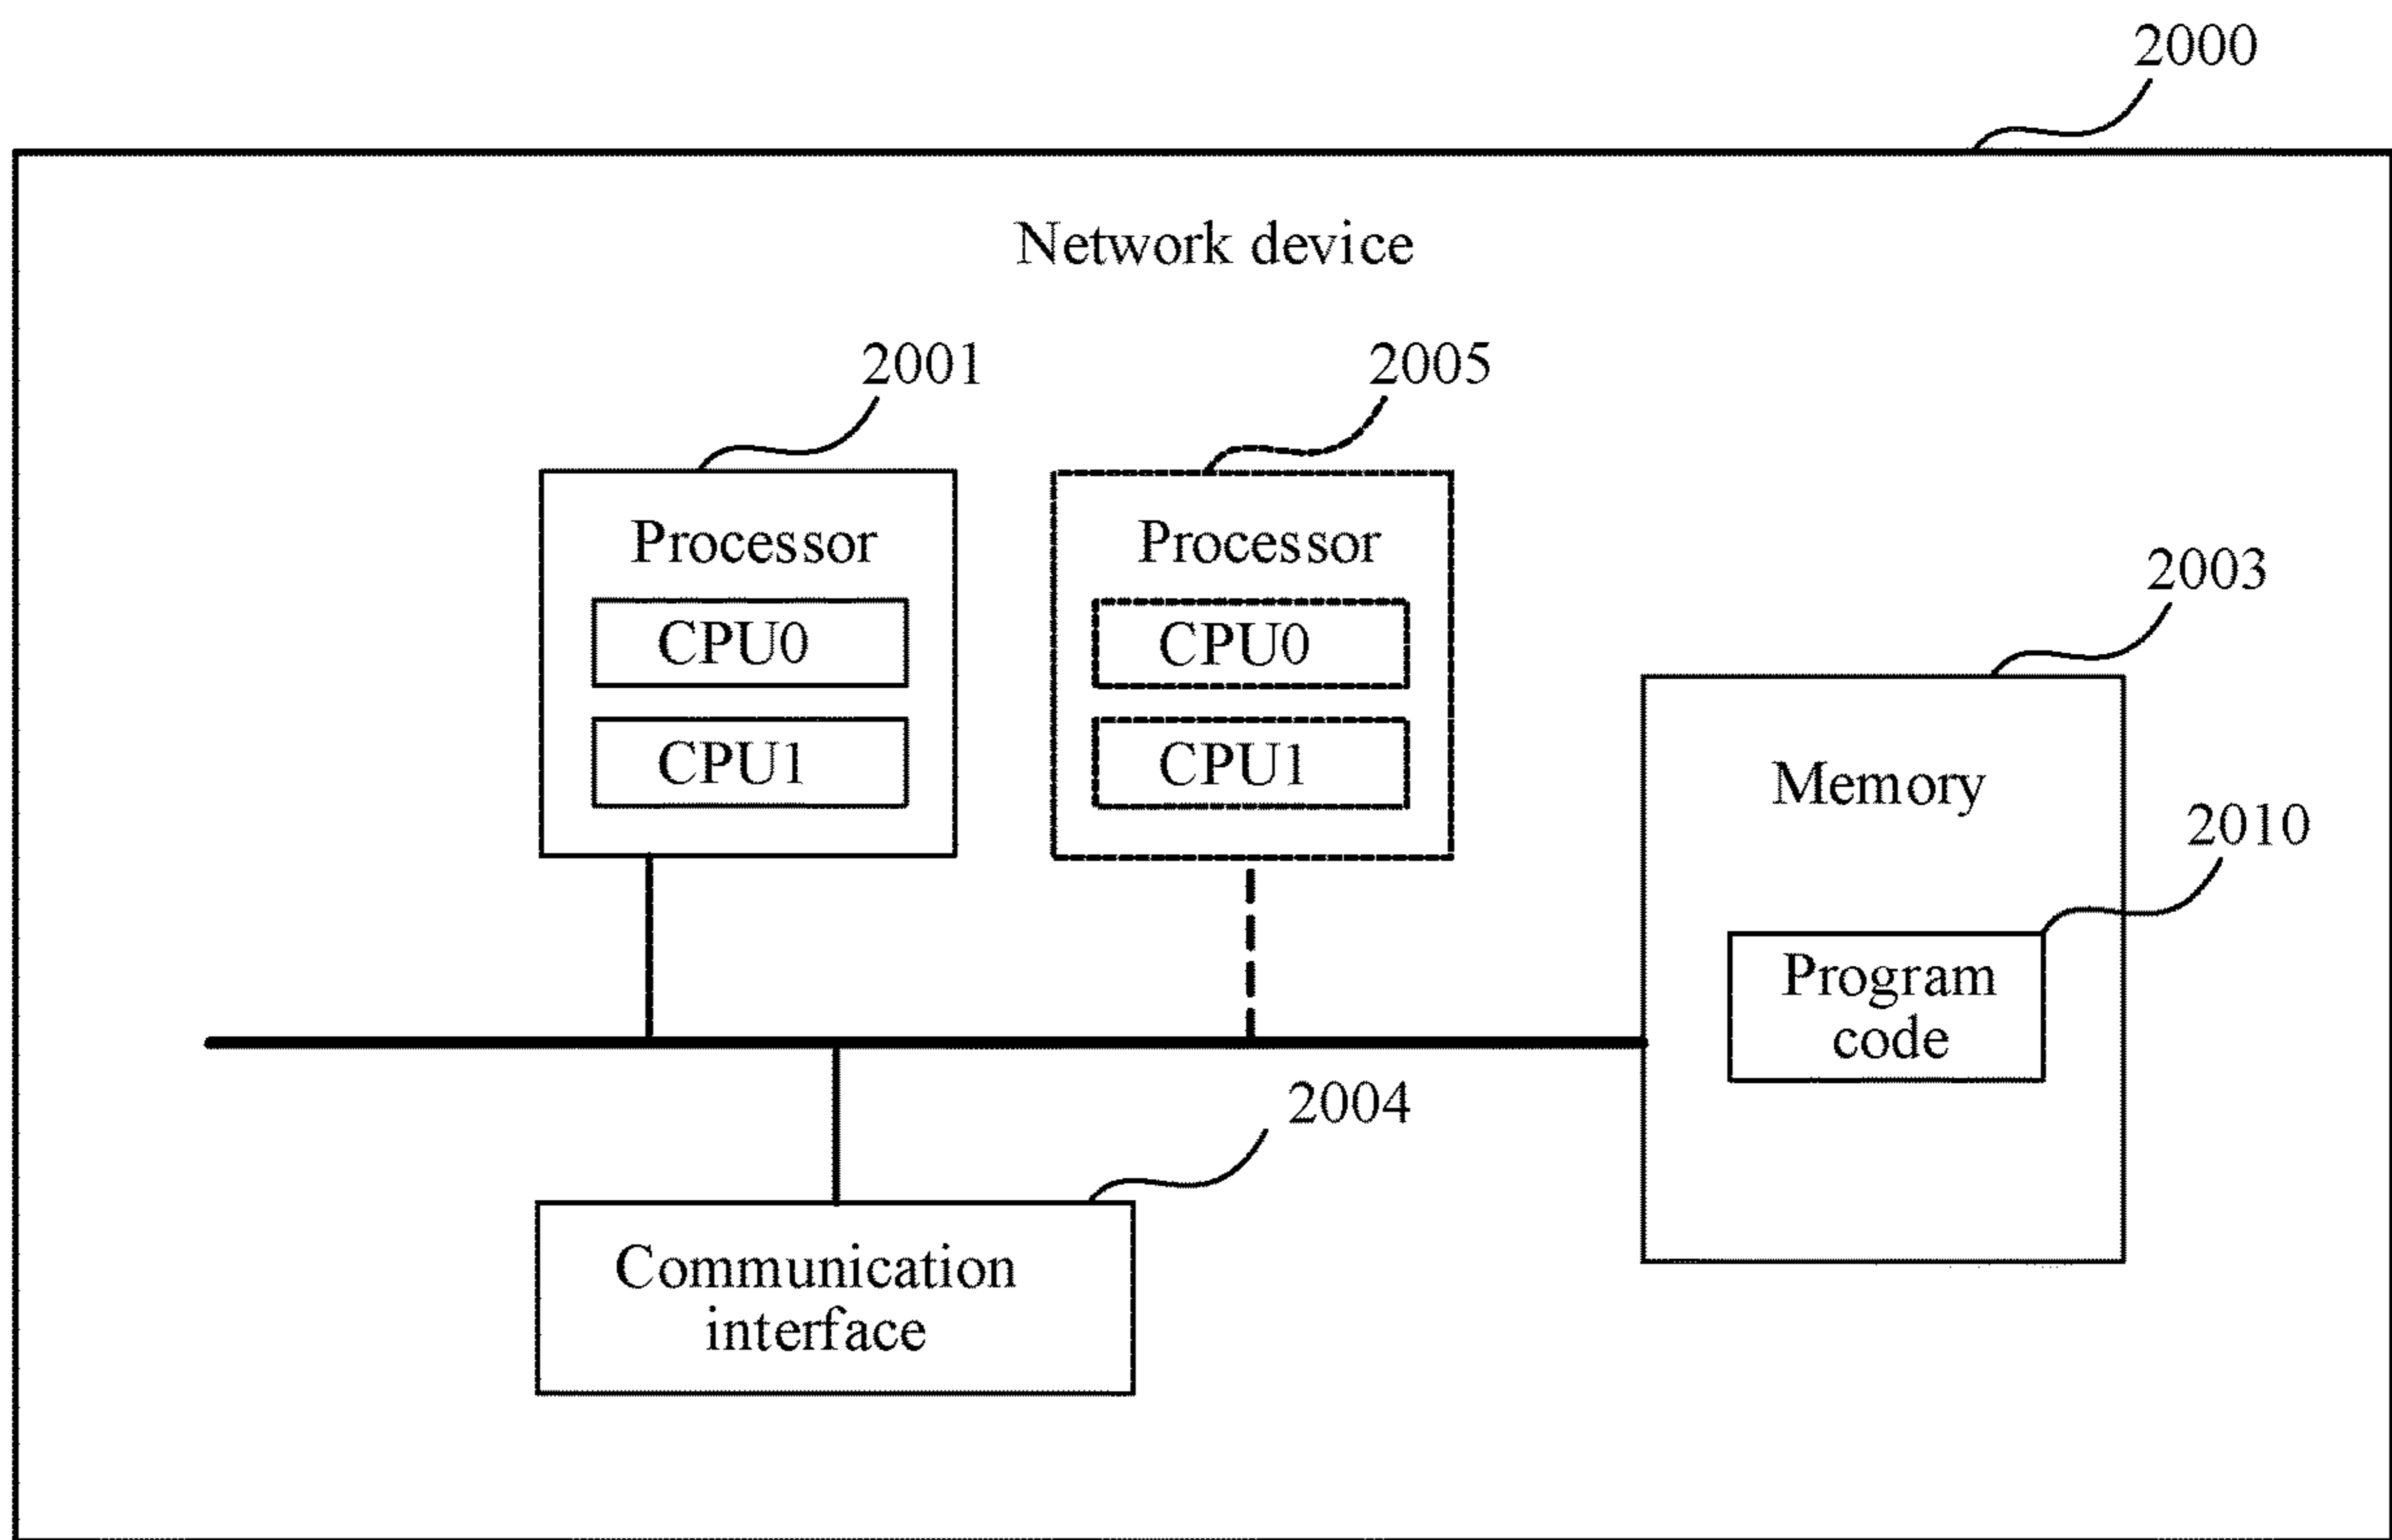 2000
Network device
2001
2005
Processor
CPU0
CPU1
Processor
CPU0
CPU1
2003
Memory
2010
Program
code
2004
Communication
interface